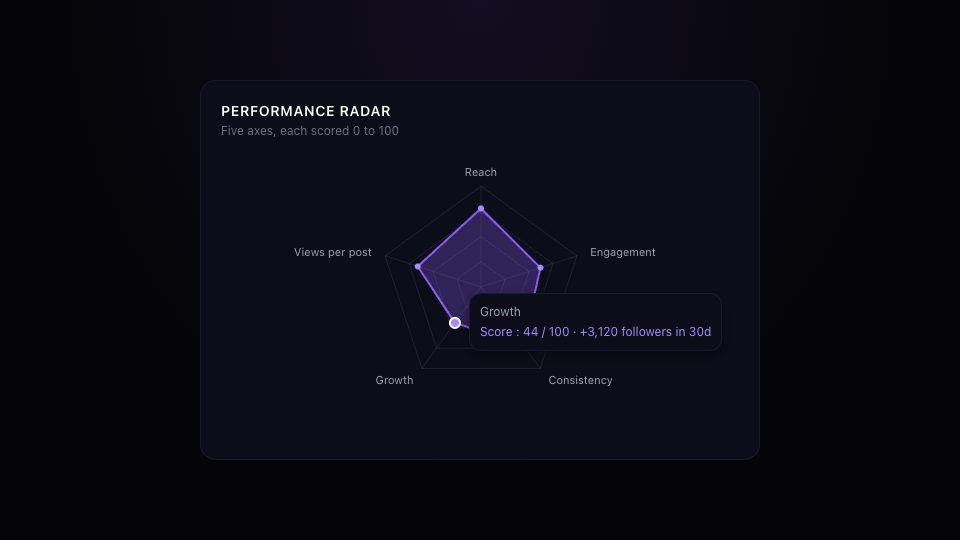 PERFORMANCE RADAR
Five axes, each scored 0 to 100
Reach
Views per post
Engagement
Growth
Score : 44 / 100 · +3,120 followers in 30d
Growth
Consistency